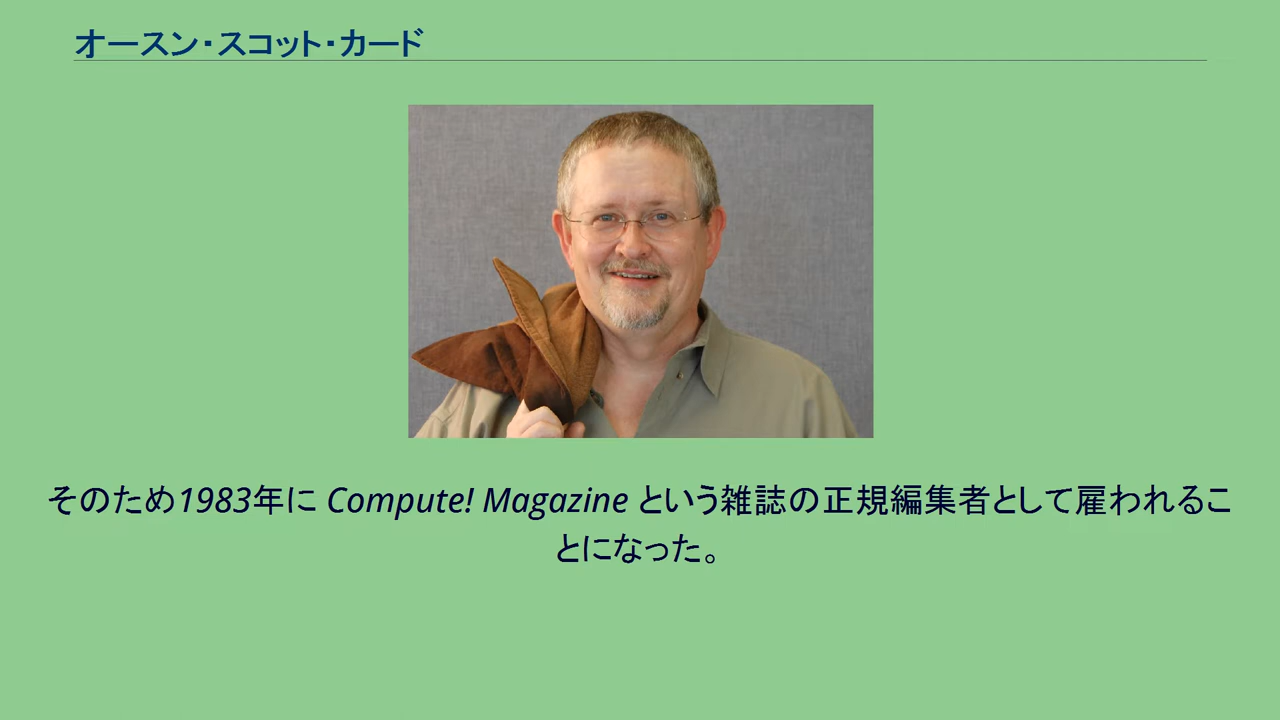 オースン・スコット・カード
そのため1983年に Compute! Magazine という雑誌の正規編集者として雇われるこ
とになった。